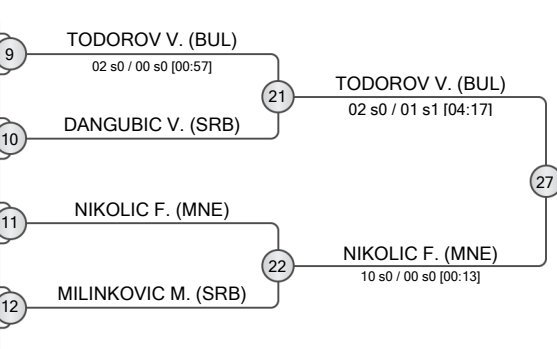 9
TODOROV V. (BUL)
02 s0 / 00 s0 [00:57]
21
TODOROV V. (BUL)
02 s0 / 01 s1 [04:17]
10
DANGUBIC V. (SRB)
27
11
NIKOLIC F. (MNE)
22
NIKOLIC F. (MNE)
10 s0 / 00 s0 [00:13]
12
MILINKOVIC M. (SRB)